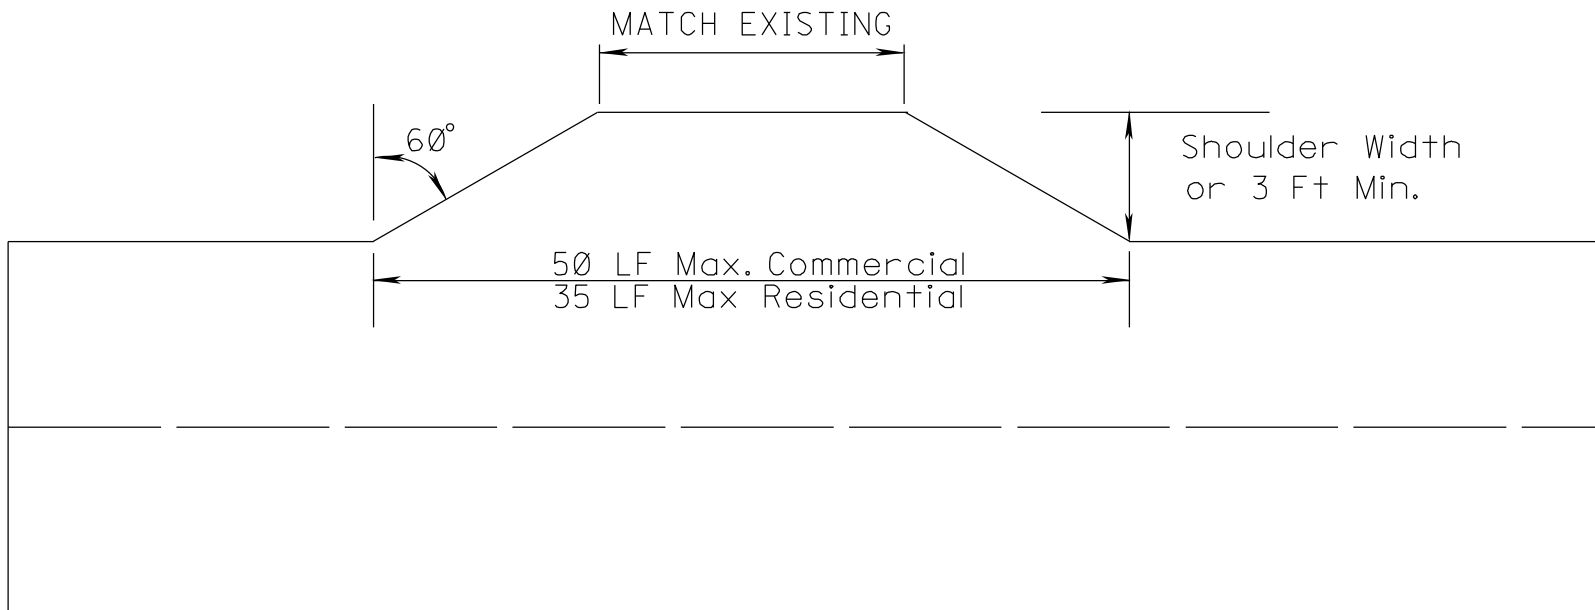 MATCH EXISTING
60°
Shoulder Width
or 3 Ft Min.
50 LF Max. Commercial
35 LF Max Residential